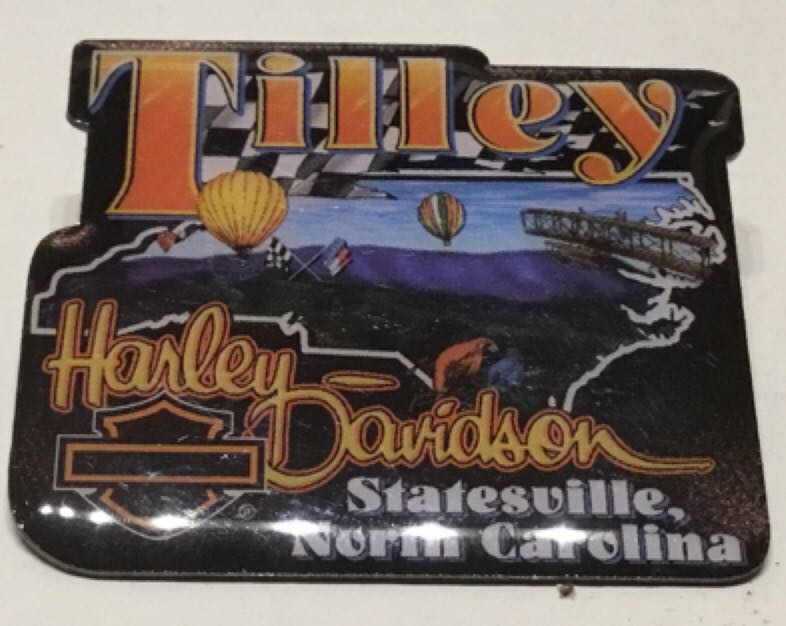 Tilley
Harley
Davidson
Statesville,
North Carolina